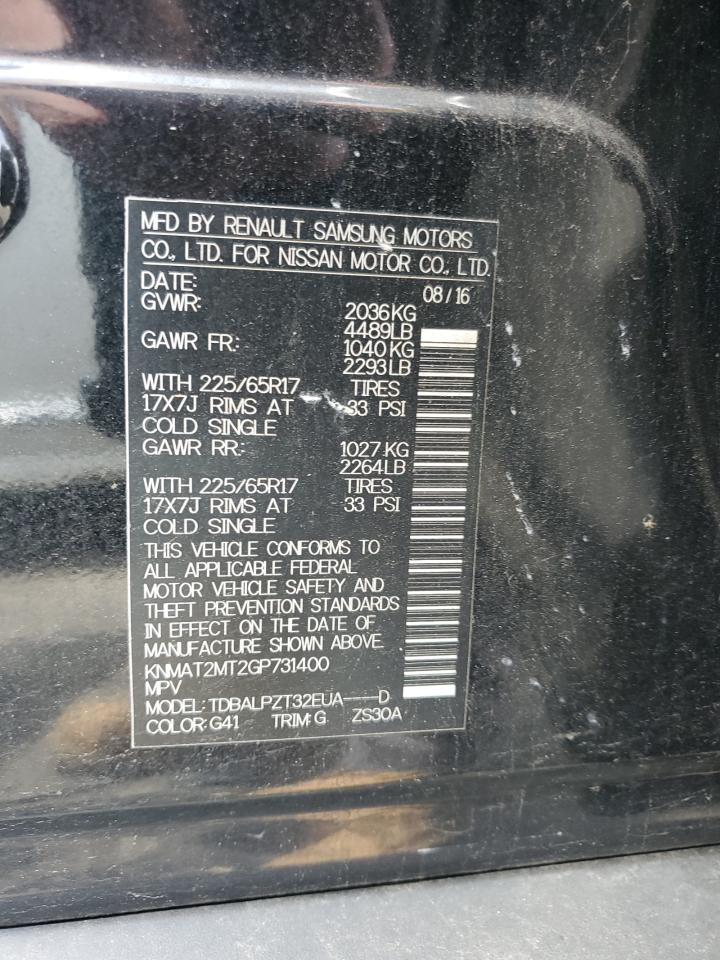 MFD BY RENAULT SAMSUNG MOTORS
CO., LTD. FOR NISSAN MOTOR CO., LTD.
DATE: 08/16
GVWR: 2036KG
4489LB
GAWR FR: 1040KG
2293LB
WITH 225/65R17 TIRES
17X7J RIMS AT 33 PSI
COLD SINGLE
GAWR RR: 1027KG
2264LB
WITH 225/65R17 TIRES
17X7J RIMS AT 33 PSI
COLD SINGLE
THIS VEHICLE CONFORMS TO
ALL APPLICABLE FEDERAL
MOTOR VEHICLE SAFETY AND
THEFT PREVENTION STANDARDS
IN EFFECT ON THE DATE OF
MANUFACTURE SHOWN ABOVE.
KNMAT2MT2GP731400
MPV
MODEL: TDBALPZT32EUA----D
COLOR: G41 TRIM: G ZS30A